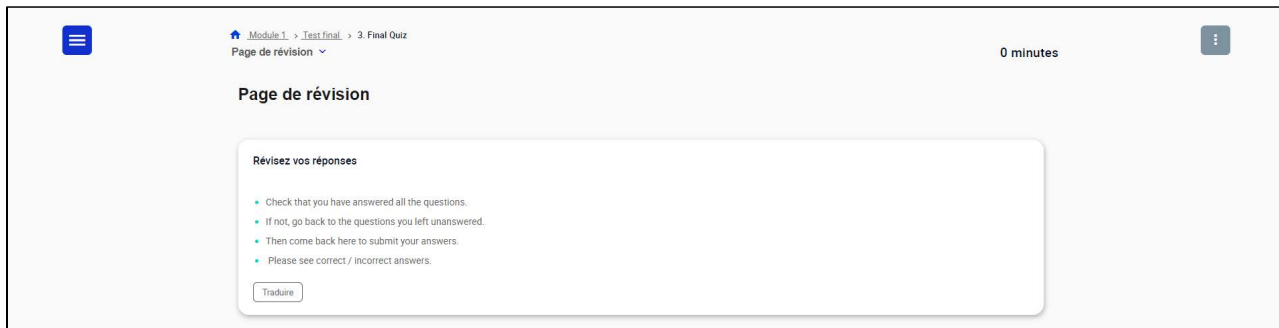 Module 1 > Test final > 3. Final Quiz
Page de révision
0 minutes
Page de révision
Révisez vos réponses
Check that you have answered all the questions.
If not, go back to the questions you left unanswered.
Then come back here to submit your answers.
Please see correct / incorrect answers.
Traduire